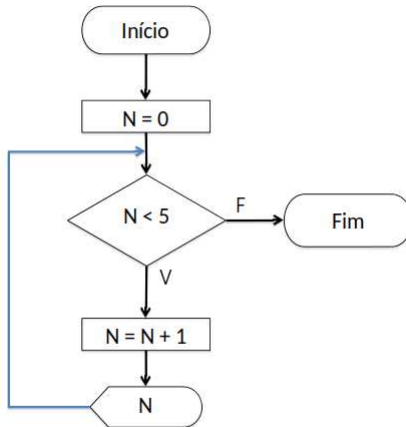 Início
N = 0
N < 5
F
Fim
V
N = N + 1
N